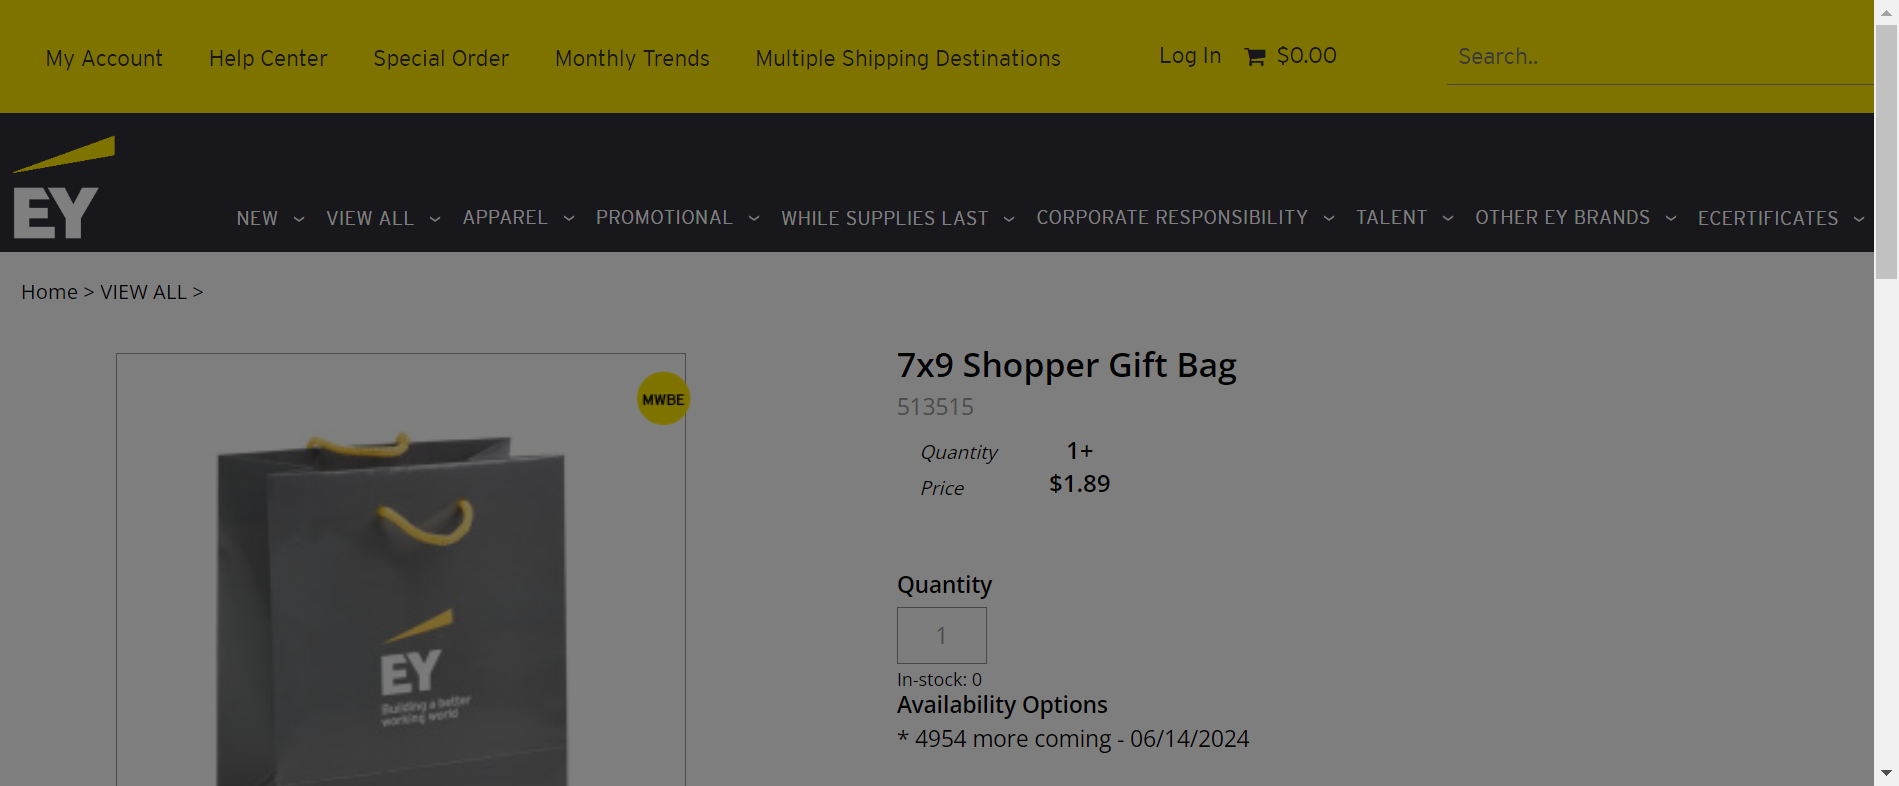 My Account Help Center Special Order Monthly Trends Multiple Shipping Destinations Log In $0.00 Search..
EY
NEW VIEW ALL APPAREL PROMOTIONAL WHILE SUPPLIES LAST CORPORATE RESPONSIBILITY TALENT OTHER EY BRANDS ECERTIFICATES
Home > VIEW ALL >
MWBE
EY
Building a better
working world
7x9 Shopper Gift Bag
513515
Quantity 1+
Price $1.89
Quantity
1
In-stock: 0
Availability Options
* 4954 more coming - 06/14/2024